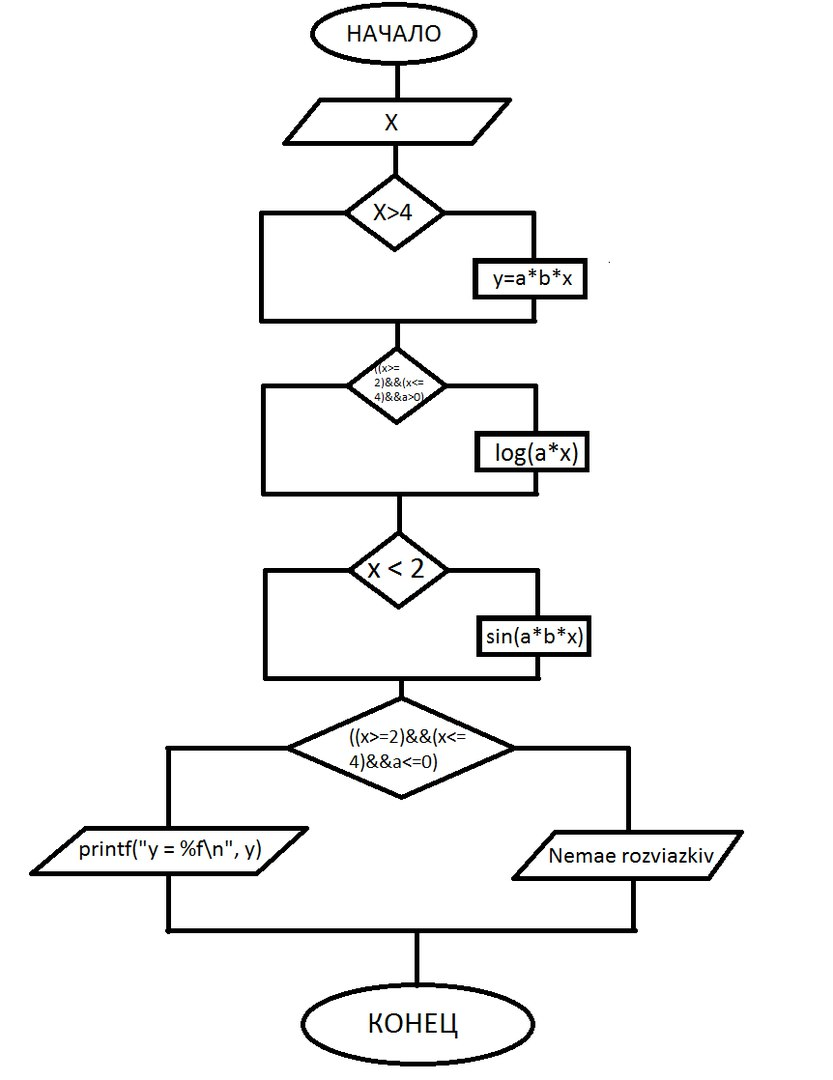 НАЧАЛО
X
X>4
y=a*b*x
((x>=
2)&&(x<=
4)&&a>0)
log(a*x)
x < 2
sin(a*b*x)
((x>=2)&&(x<=
4)&&a<=0)
printf("y = %f\n", y)
Nemae rozviazkiv
КОНЕЦ